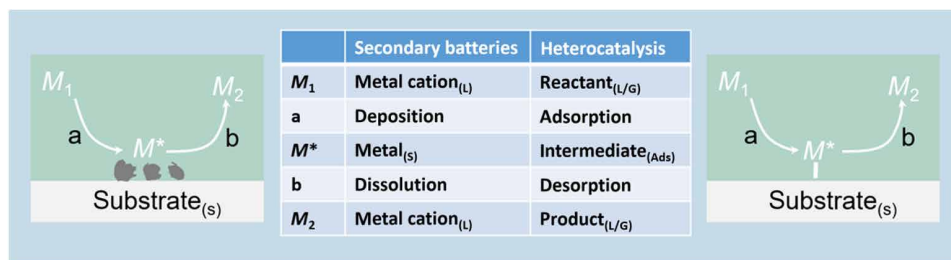 M1
M2
a
M*
b
Substrate(s)
Secondary batteries Heterocatalysis
M1 Metal cation(L) Reactant(L/G)
a Deposition Adsorption
M* Metal(S) Intermediate(Ads)
b Dissolution Desorption
M2 Metal cation(L) Product(L/G)
M1
M2
a
M*
b
Substrate(s)